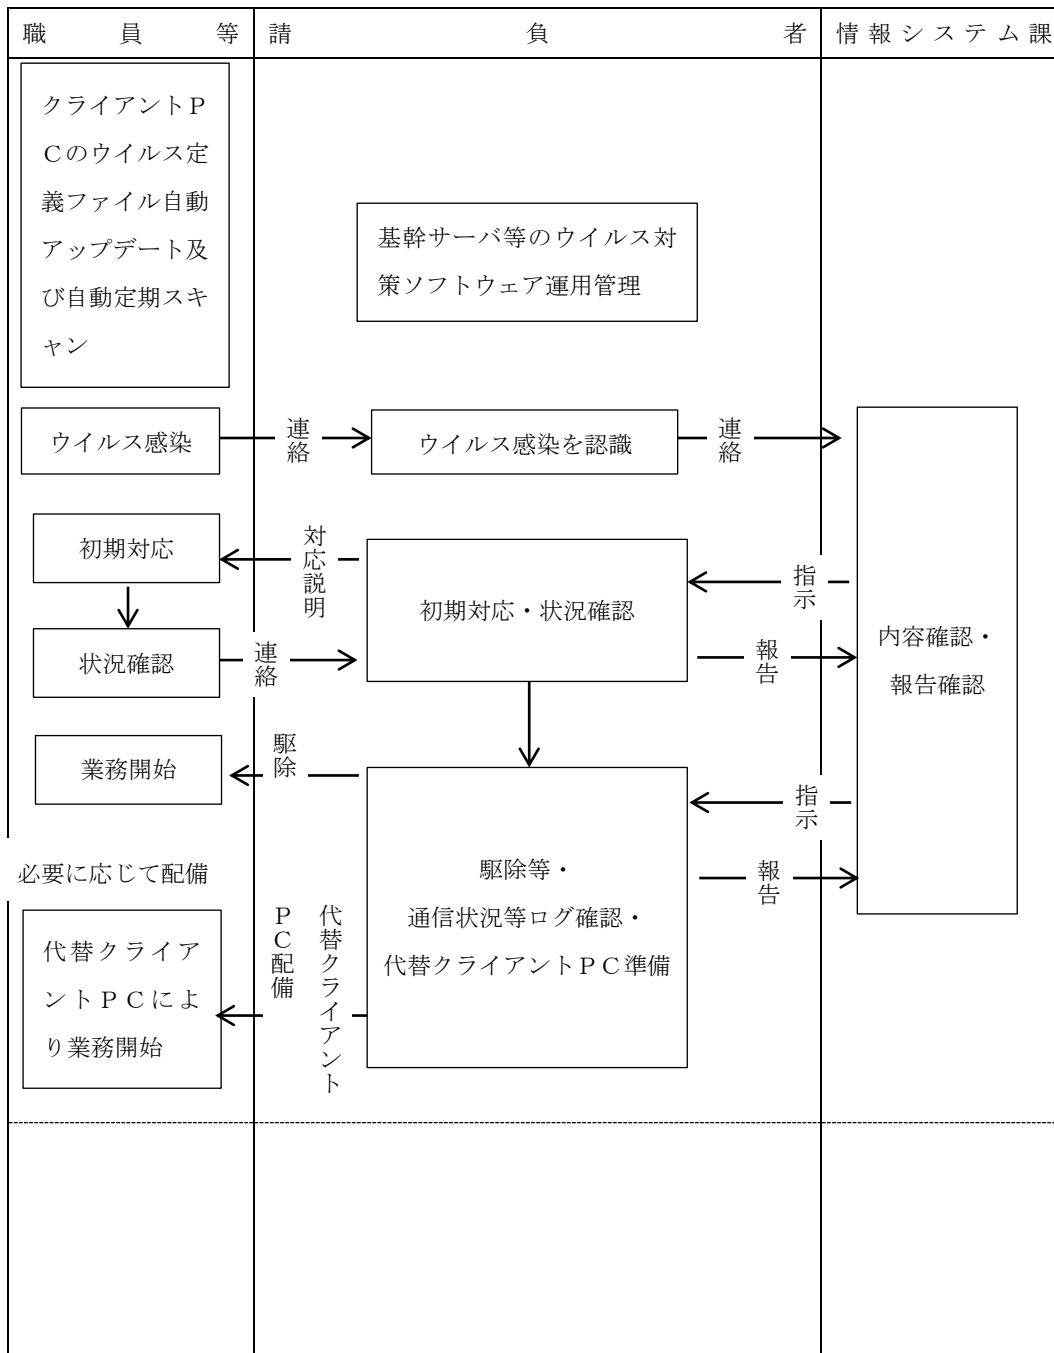 職員等
請負者
情報システム課
クライアントＰ
Ｃのウイルス定
義ファイル自動
アップデート及
び自動定期スキ
ャン
基幹サーバ等のウイルス対
策ソフトウェア運用管理
ウイルス感染
連絡
ウイルス感染を認識
連絡
初期対応
対応説明
初期対応・状況確認
指示
状況確認
連絡
報告
内容確認・
報告確認
業務開始
駆除
指示
必要に応じて配備
駆除等・
通信状況等ログ確認・
代替クライアントＰＣ準備
報告
代替クライアント
ＰＣ配備
代替クライア
ントＰＣによ
り業務開始